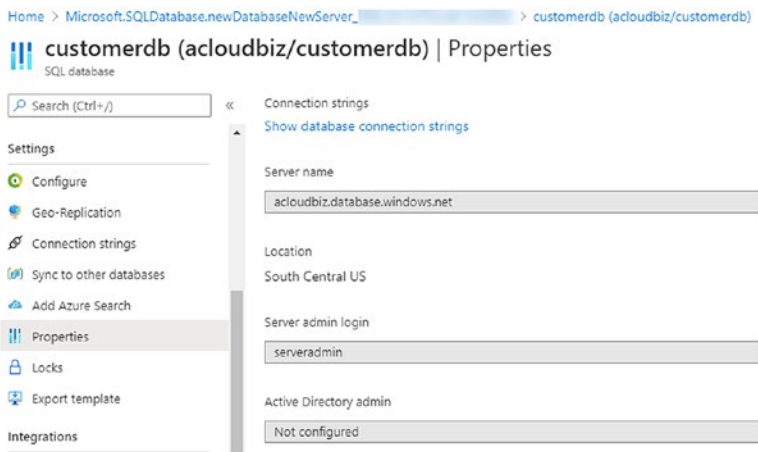 Home > Microsoft.SQLDatabase.newDatabaseNewServer_ > customerdb (acloudbiz/customerdb)
customerdb (acloudbiz/customerdb) | Properties
SQL database
Search (Ctrl+/)
«
Settings
Configure
Geo-Replication
Connection strings
Sync to other databases
Add Azure Search
Properties
Locks
Export template
Integrations
Connection strings
Show database connection strings
Server name
acloudbiz.database.windows.net
Location
South Central US
Server admin login
serveradmin
Active Directory admin
Not configured